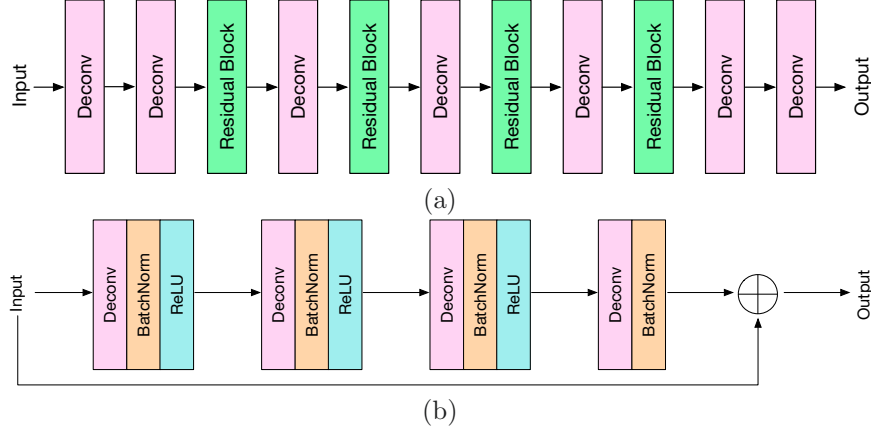 Input
Deconv
Deconv
Residual Block
Deconv
Residual Block
Deconv
Residual Block
Deconv
Residual Block
Deconv
Deconv
Output
(a)
Input
Deconv
BatchNorm
ReLU
Deconv
BatchNorm
ReLU
Deconv
BatchNorm
ReLU
Deconv
BatchNorm
Output
(b)